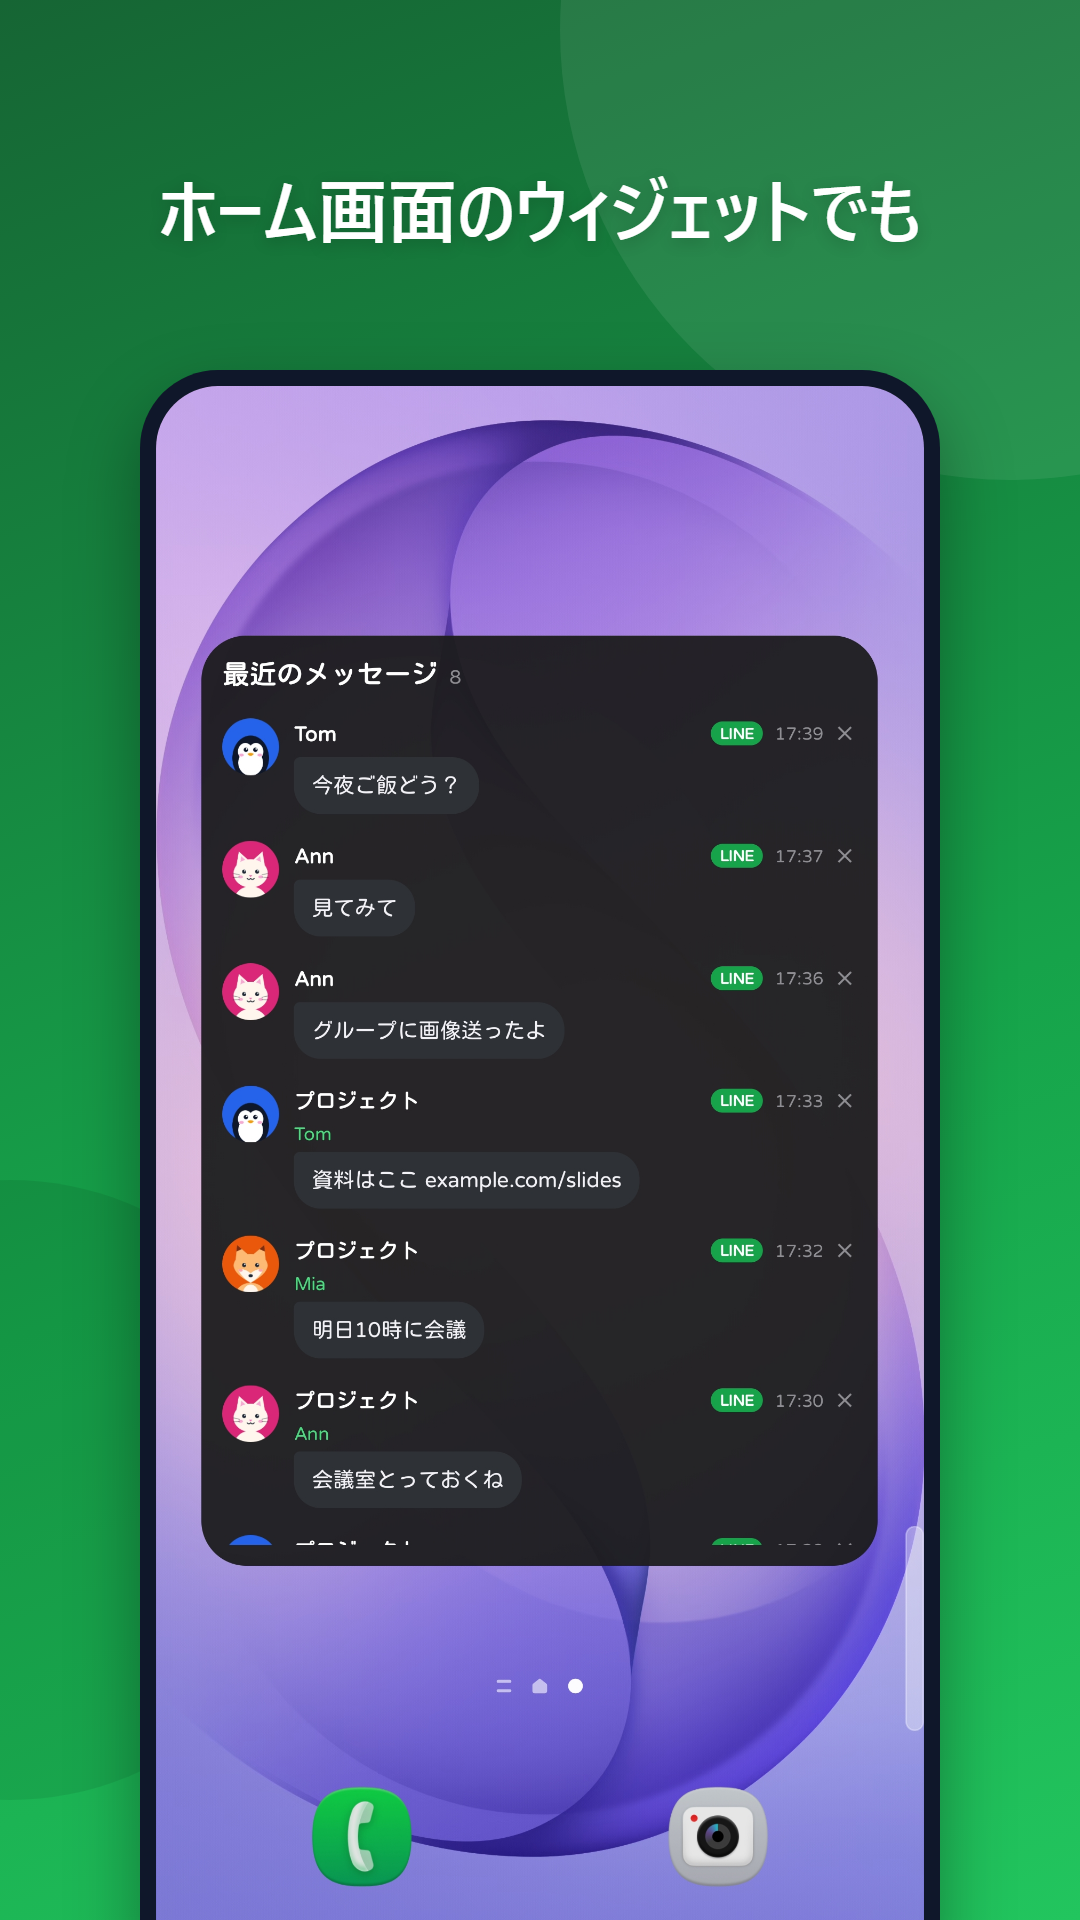 ホーム画面のウィジェットでも
最近のメッセージ 8
Tom LINE 17:39
今夜ご飯どう？
Ann LINE 17:37
見てみて
Ann LINE 17:36
グループに画像送ったよ
プロジェクト LINE 17:33
Tom
資料はここ example.com/slides
プロジェクト LINE 17:32
Mia
明日10時に会議
プロジェクト LINE 17:30
Ann
会議室とっておくね